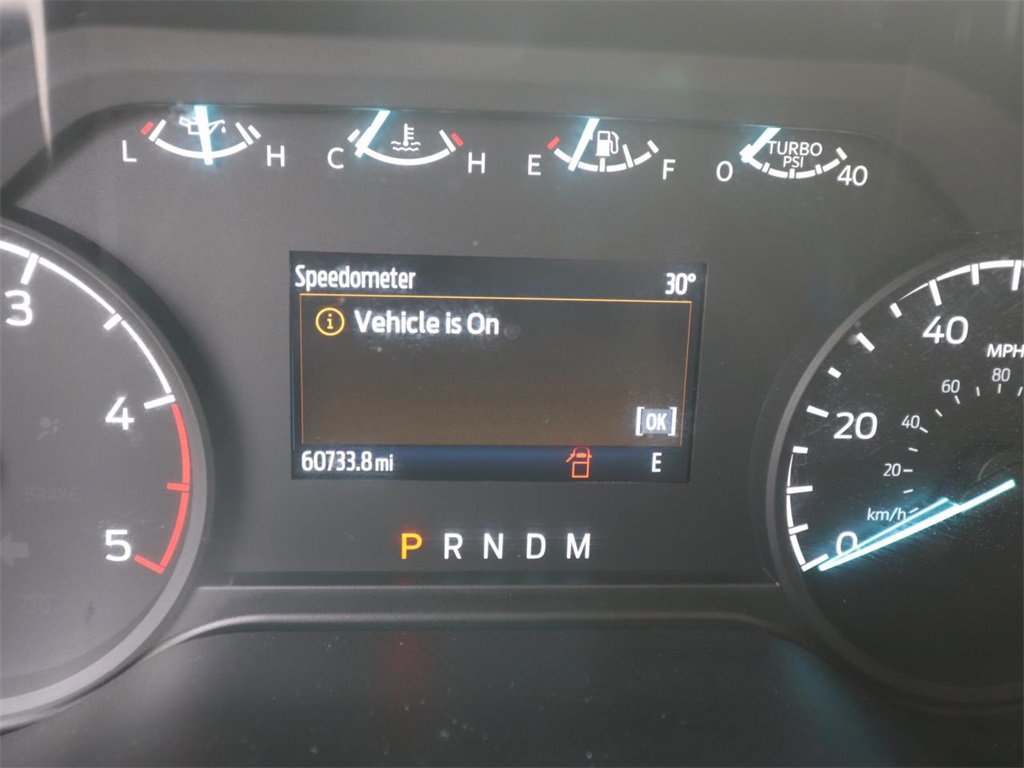 L H C H E F 0 TURBO PSI 40
Speedometer 30°
Vehicle is On
[OK]
60733.8 mi E
P R N D M
3
4
5
BRAKE
0
20
40
MPH
km/h
20
40
60
80